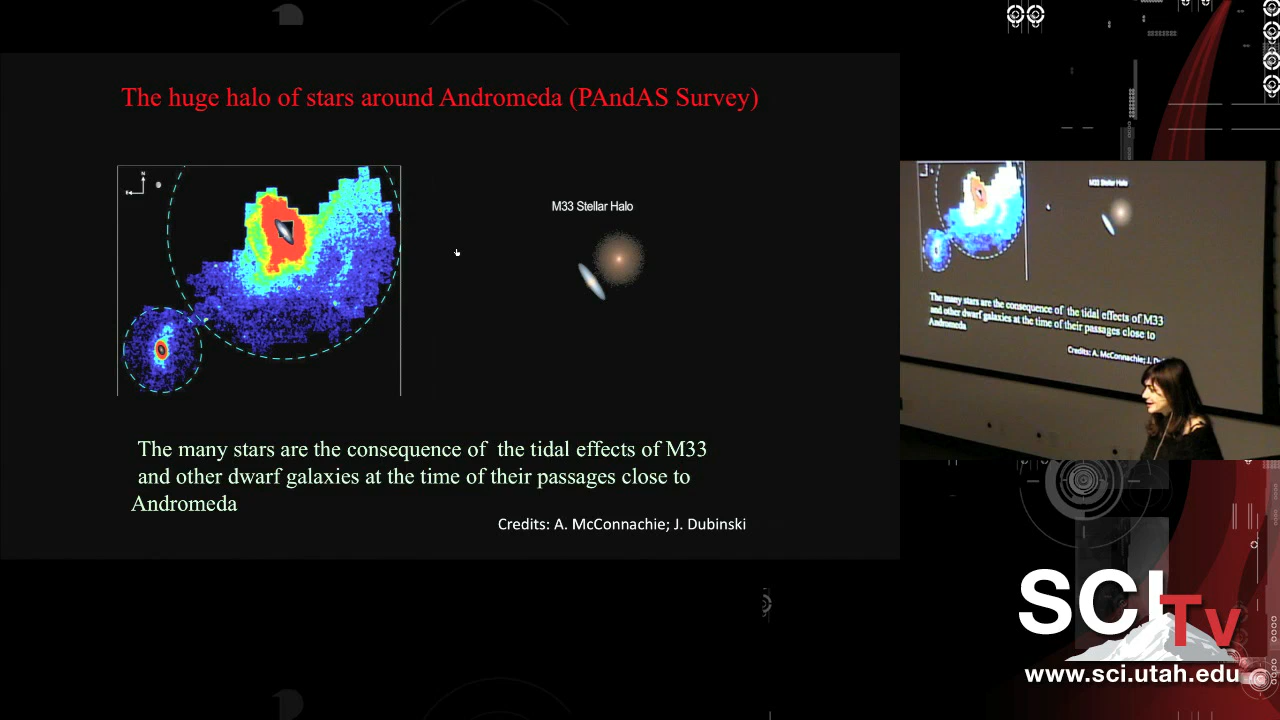 The huge halo of stars around Andromeda (PAndAS Survey)
M33 Stellar Halo
The many stars are the consequence of the tidal effects of M33
and other dwarf galaxies at the time of their passages close to
Andromeda
Credits: A. McConnachie; J. Dubinski
M33 Stellar Halo
The many stars are the consequence of the tidal effects of M33
and other dwarf galaxies at the time of their passages close to
Andromeda
Credits: A. McConnachie; J. Du
SCI Tv
www.sci.utah.edu